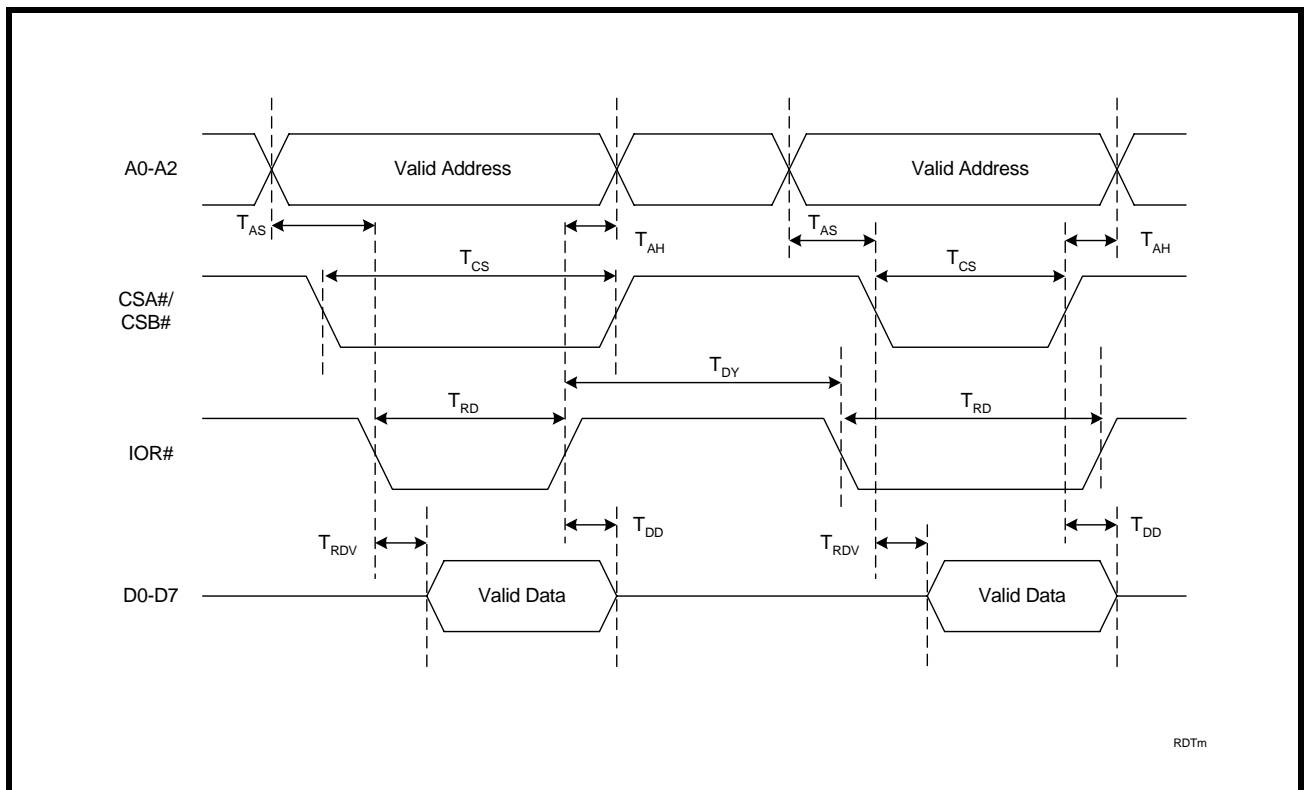 A0-A2
Valid Address
Valid Address
TAS
TAH
TAS
TAH
TCS
TCS
CSA#/
CSB#
TDY
TRD
TRD
IOR#
TRDV
TDD
TRDV
TDD
D0-D7
Valid Data
Valid Data
RDTm